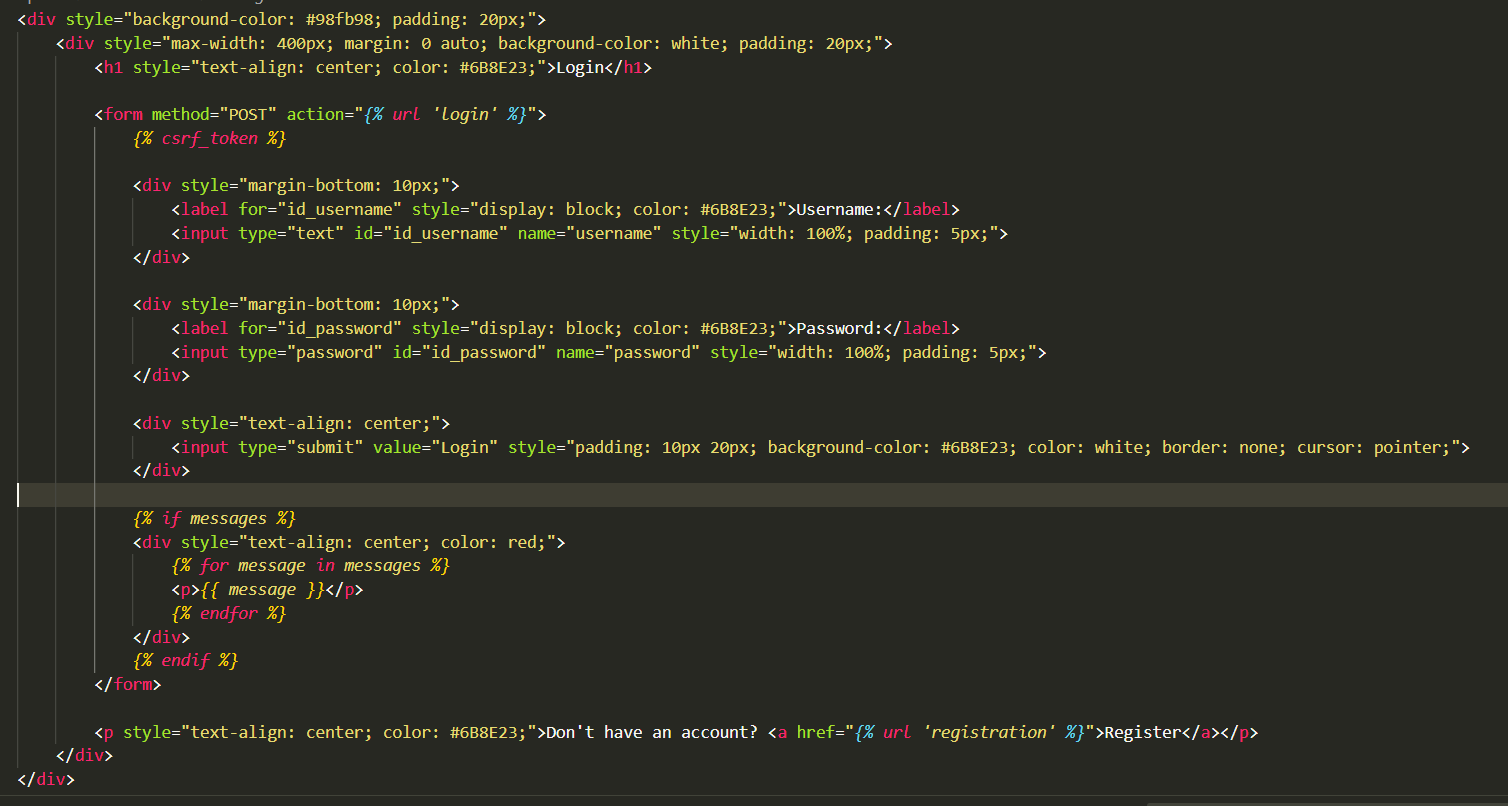 <div style="background-color: #98fb98; padding: 20px;">
<div style="max-width: 400px; margin: 0 auto; background-color: white; padding: 20px;">
<h1 style="text-align: center; color: #6B8E23;">Login</h1>
<form method="POST" action="{% url 'login' %}">
{% csrf_token %}
<div style="margin-bottom: 10px;">
<label for="id_username" style="display: block; color: #6B8E23;">Username:</label>
<input type="text" id="id_username" name="username" style="width: 100%; padding: 5px;">
</div>
<div style="margin-bottom: 10px;">
<label for="id_password" style="display: block; color: #6B8E23;">Password:</label>
<input type="password" id="id_password" name="password" style="width: 100%; padding: 5px;">
</div>
<div style="text-align: center;">
<input type="submit" value="Login" style="padding: 10px 20px; background-color: #6B8E23; color: white; border: none; cursor: pointer;">
</div>
{% if messages %}
<div style="text-align: center; color: red;">
{% for message in messages %}
<p>{{ message }}</p>
{% endfor %}
</div>
{% endif %}
</form>
<p style="text-align: center; color: #6B8E23;">Don't have an account? <a href="{% url 'registration' %}">Register</a></p>
</div>
</div>